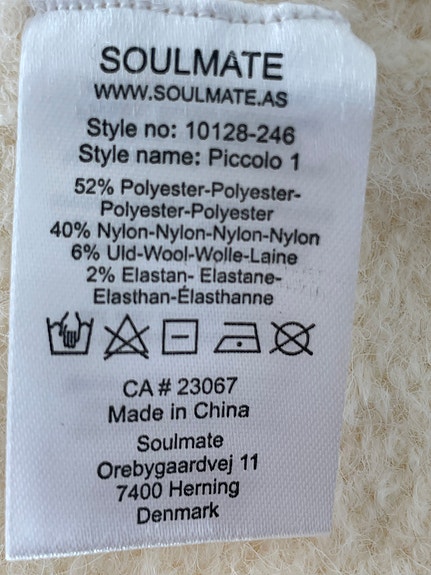 SOULMATE
WWW.SOULMATE.AS
Style no: 10128-246
Style name: Piccolo 1
52% Polyester-Polyester-
Polyester-Polyester
40% Nylon-Nylon-Nylon-Nylon
6% Uld-Wool-Wolle-Laine
2% Elastan- Elastane-
Elasthan-Élasthanne
CA # 23067
Made in China
Soulmate
Orebygaardvej 11
7400 Herning
Denmark